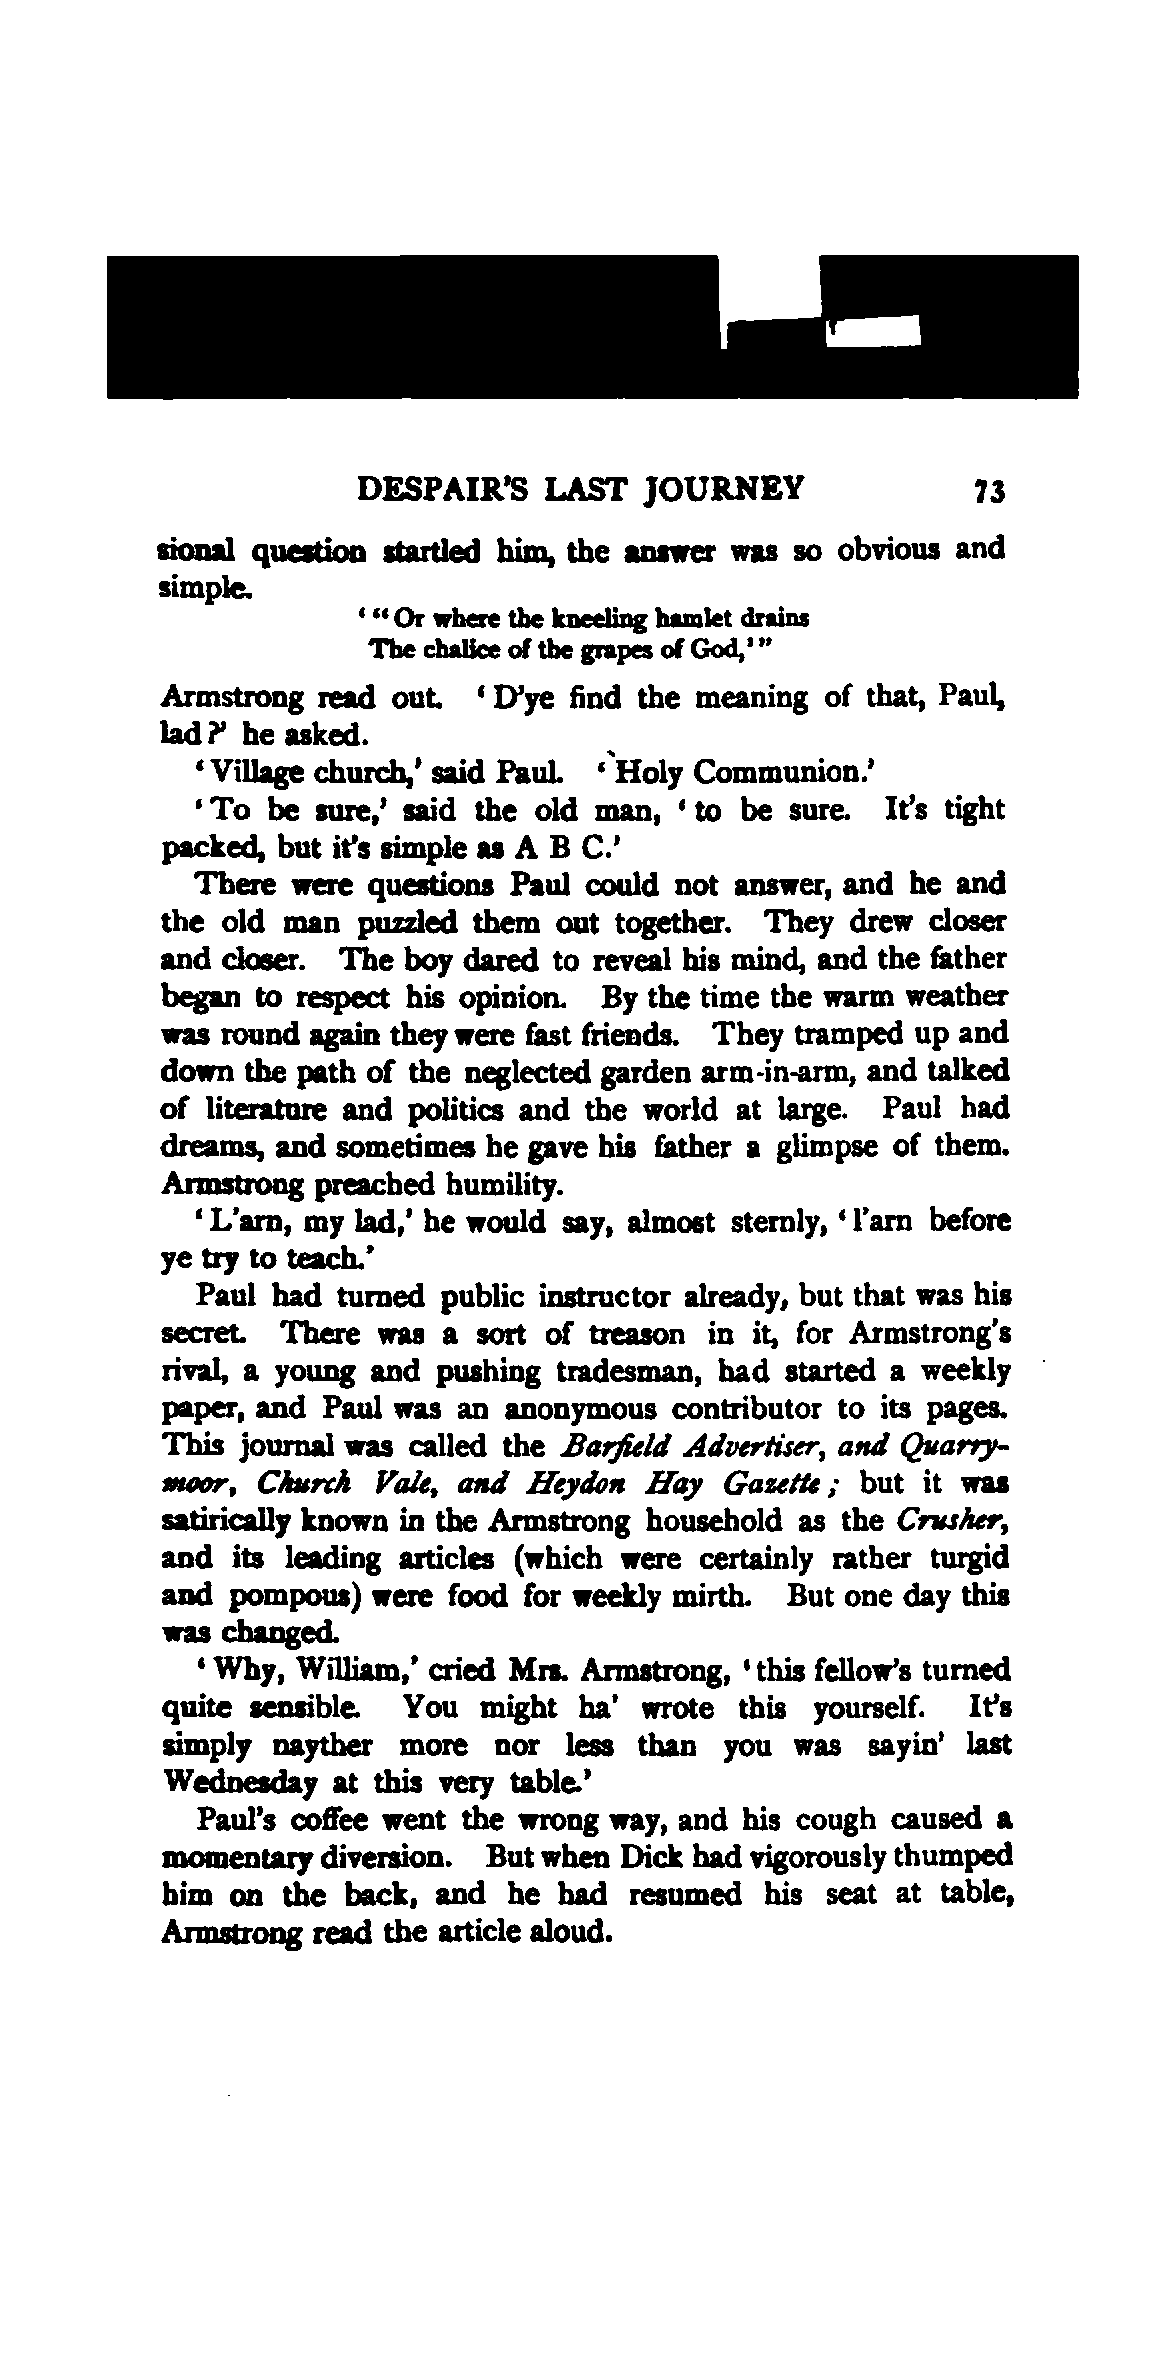 DESPAIR'S LAST JOURNEY 73
sional question startled him, the answer was so obvious and
simple.
' " Or where the kneeling hamlet drains
The chalice of the grapes of God,' "
Armstrong read out. ' D'ye find the meaning of that, Paul,
lad ?' he asked.
' Village church,' said Paul. ' Holy Communion.'
' To be sure,' said the old man, ' to be sure. It's tight
packed, but it's simple as A B C.'
There were questions Paul could not answer, and he and
the old man puzzled them out together. They drew closer
and closer. The boy dared to reveal his mind, and the father
began to respect his opinion. By the time the warm weather
was round again they were fast friends. They tramped up and
down the path of the neglected garden arm-in-arm, and talked
of literature and politics and the world at large. Paul had
dreams, and sometimes he gave his father a glimpse of them.
Armstrong preached humility.
' L'arn, my lad,' he would say, almost sternly, ' l'arn before
ye try to teach.'
Paul had turned public instructor already, but that was his
secret. There was a sort of treason in it, for Armstrong's
rival, a young and pushing tradesman, had started a weekly
paper, and Paul was an anonymous contributor to its pages.
This journal was called the Barfield Advertiser, and Quarry-
moor, Church Vale, and Heydon Hay Gazette ; but it was
satirically known in the Armstrong household as the Crusher,
and its leading articles (which were certainly rather turgid
and pompous) were food for weekly mirth. But one day this
was changed.
' Why, William,' cried Mrs. Armstrong, ' this fellow's turned
quite sensible. You might ha' wrote this yourself. It's
simply nayther more nor less than you was sayin' last
Wednesday at this very table.'
Paul's coffee went the wrong way, and his cough caused a
momentary diversion. But when Dick had vigorously thumped
him on the back, and he had resumed his seat at table,
Armstrong read the article aloud.